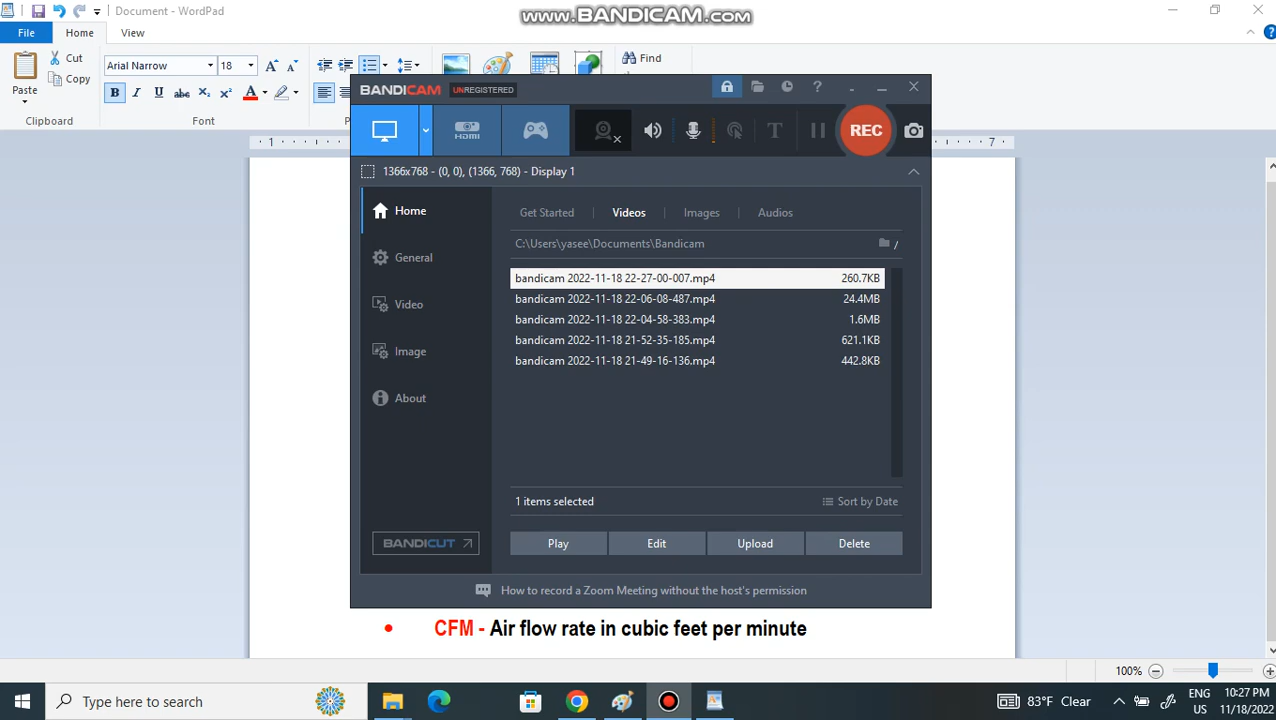 www.BANDICAM.com
Document - WordPad
File
Home
View
Paste
Cut
Copy
Clipboard
Arial Narrow
18
B I U abc X₂ X² A
Font
Find
1
7
BANDICAM
UNREGISTERED
HDMI
REC
1366x768 - (0, 0), (1366, 768) - Display 1
Home
General
Video
Image
About
BANDICUT
Get Started
Videos
Images
Audios
C:\Users\yasee\Documents\Bandicam
/
bandicam 2022-11-18 22-27-00-007.mp4 260.7KB
bandicam 2022-11-18 22-06-08-487.mp4 24.4MB
bandicam 2022-11-18 22-04-58-383.mp4 1.6MB
bandicam 2022-11-18 21-52-35-185.mp4 621.1KB
bandicam 2022-11-18 21-49-16-136.mp4 442.8KB
1 items selected
Sort by Date
Play
Edit
Upload
Delete
How to record a Zoom Meeting without the host's permission
• CFM - Air flow rate in cubic feet per minute
100%
Type here to search
83°F Clear
ENG
US
10:27 PM
11/18/2022